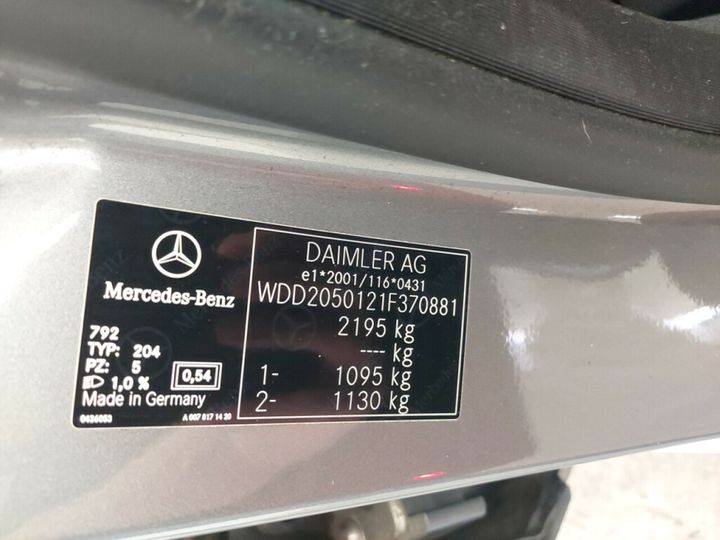 Mercedes-Benz
792
TYP: 204
PZ: 5
1,0 %
0,54
Made in Germany
0436053
A 007 817 14 20
DAIMLER AG
e1*2001/116*0431
WDD2050121F370881
2195 kg
---- kg
1- 1095 kg
2- 1130 kg